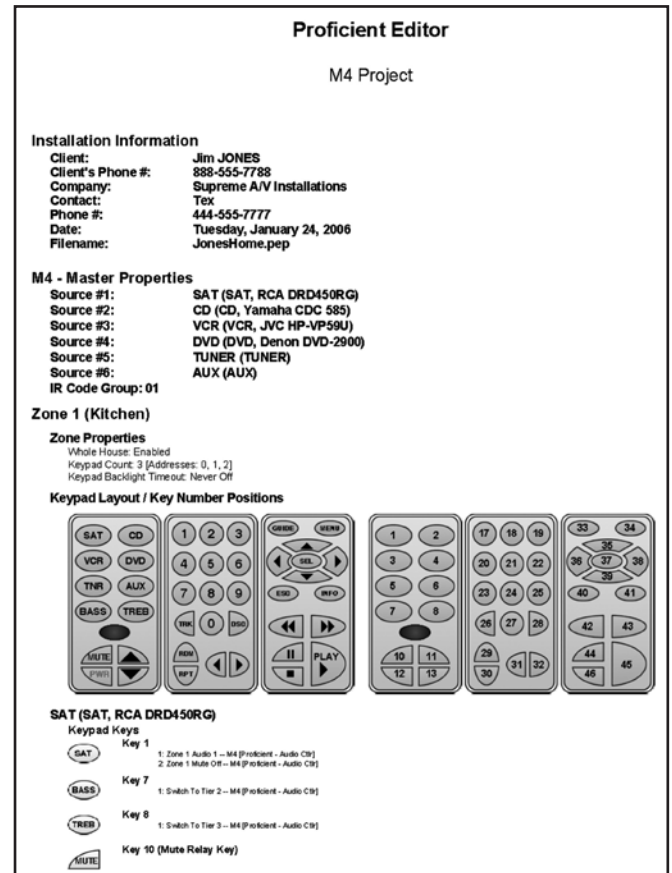 Proficient Editor
M4 Project
Installation Information
Client: Jim JONES
Client's Phone #: 888-555-7788
Company: Supreme A/V Installations
Contact: Tex
Phone #: 444-555-7777
Date: Tuesday, January 24, 2006
Filename: JonesHome.pep
M4 - Master Properties
Source #1: SAT (SAT, RCA DRD450RG)
Source #2: CD (CD, Yamaha CDC 585)
Source #3: VCR (VCR, JVC HP-VP59U)
Source #4: DVD (DVD, Denon DVD-2900)
Source #5: TUNER (TUNER)
Source #6: AUX (AUX)
IR Code Group: 01
Zone 1 (Kitchen)
Zone Properties
Whole House: Enabled
Keypad Count: 3 [Addresses: 0, 1, 2]
Keypad Backlight Timeout: Never Off
Keypad Layout / Key Number Positions
SAT CD
VCR DVD
TNR AUX
BASS TREB
MUTE
PWR
1 2 3
4 5 6
7 8 9
TRK 0 DSC
RDM
RPT
GUIDE MENU
SEL
ESC INFO
PLAY
1 2
3 4
5 6
7 8
10 11
12 13
17 18 19
20 21 22
23 24 25
26 27 28
29
30 31 32
33 34
35
36 37 38
39
40 41
42 43
44 45
46
SAT (SAT, RCA DRD450RG)
Keypad Keys
SAT Key 1
1: Zone 1 Audio 1 -- M4 [Proficient - Audio Ctlr]
2: Zone 1 Mute Off -- M4 [Proficient - Audio Ctlr]
BASS Key 7
1: Switch To Tier 2 -- M4 [Proficient - Audio Ctlr]
TREB Key 8
1: Switch To Tier 3 -- M4 [Proficient - Audio Ctlr]
MUTE Key 10 (Mute Relay Key)